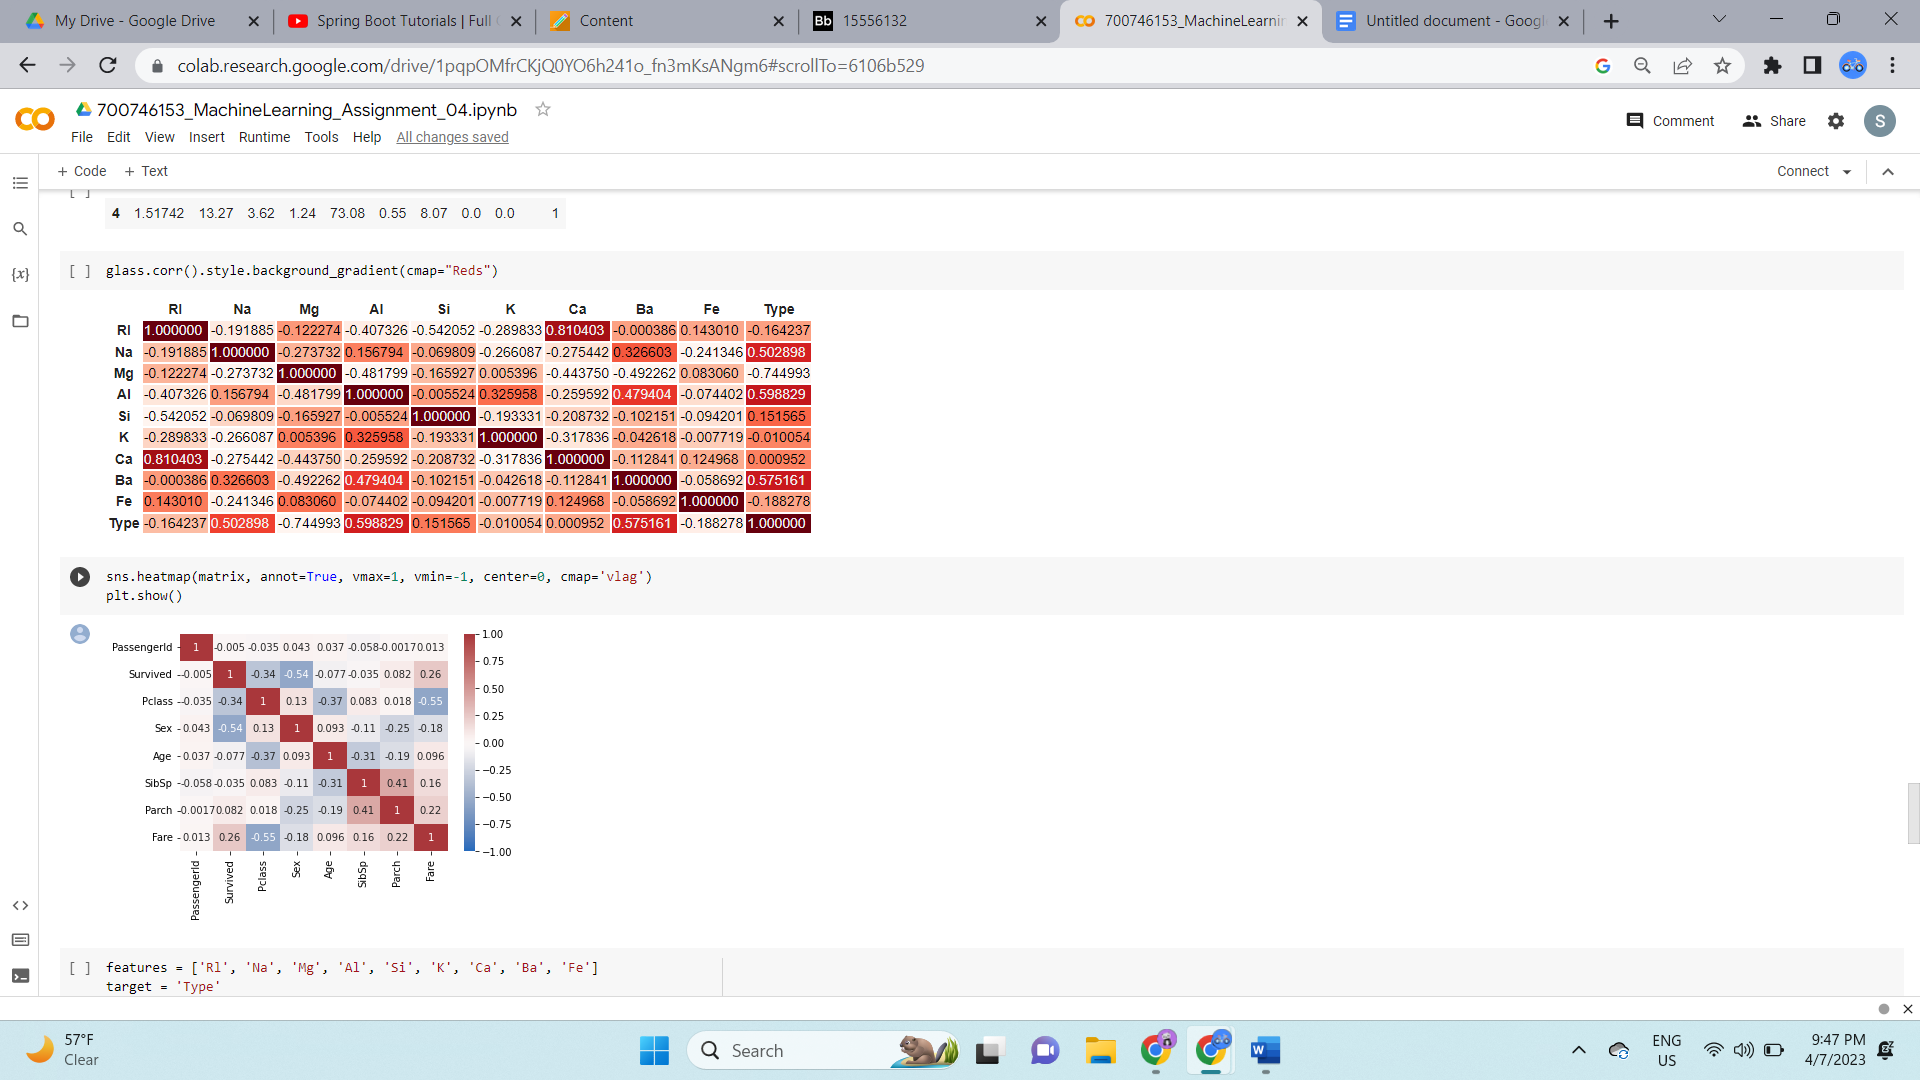 My Drive - Google Drive
Spring Boot Tutorials | Full
Content
Bb 15556132
700746153_MachineLearnin
Untitled document - Googl
colab.research.google.com/drive/1pqpOMfrCKjQ0YO6h241o_fn3mKsANgm6#scrollTo=6106b529
700746153_MachineLearning_Assignment_04.ipynb
File Edit View Insert Runtime Tools Help All changes saved
Comment Share S
+ Code + Text
Connect
[ ]
4 1.51742 13.27 3.62 1.24 73.08 0.55 8.07 0.0 0.0 1
{x}
[ ] glass.corr().style.background_gradient(cmap="Reds")
RI Na Mg Al Si K Ca Ba Fe Type
RI 1.000000 -0.191885 -0.122274 -0.407326 -0.542052 -0.289833 0.810403 -0.000386 0.143010 -0.164237
Na -0.191885 1.000000 -0.273732 0.156794 -0.069809 -0.266087 -0.275442 0.326603 -0.241346 0.502898
Mg -0.122274 -0.273732 1.000000 -0.481799 -0.165927 0.005396 -0.443750 -0.492262 0.083060 -0.744993
Al -0.407326 0.156794 -0.481799 1.000000 -0.005524 0.325958 -0.259592 0.479404 -0.074402 0.598829
Si -0.542052 -0.069809 -0.165927 -0.005524 1.000000 -0.193331 -0.208732 -0.102151 -0.094201 0.151565
K -0.289833 -0.266087 0.005396 0.325958 -0.193331 1.000000 -0.317836 -0.042618 -0.007719 -0.010054
Ca 0.810403 -0.275442 -0.443750 -0.259592 -0.208732 -0.317836 1.000000 -0.112841 0.124968 0.000952
Ba -0.000386 0.326603 -0.492262 0.479404 -0.102151 -0.042618 -0.112841 1.000000 -0.058692 0.575161
Fe 0.143010 -0.241346 0.083060 -0.074402 -0.094201 -0.007719 0.124968 -0.058692 1.000000 -0.188278
Type -0.164237 0.502898 -0.744993 0.598829 0.151565 -0.010054 0.000952 0.575161 -0.188278 1.000000
sns.heatmap(matrix, annot=True, vmax=1, vmin=-1, center=0, cmap='vlag')
plt.show()
PassengerId 1 -0.005 -0.035 0.043 0.037 -0.058 -0.0017 0.013
Survived -0.005 1 -0.34 -0.54 -0.077 -0.035 0.082 0.26
Pclass -0.035 -0.34 1 0.13 -0.37 0.083 0.018 -0.55
Sex 0.043 -0.54 0.13 1 0.093 -0.11 -0.25 -0.18
Age 0.037 -0.077 -0.37 0.093 1 -0.31 -0.19 0.096
SibSp -0.058 -0.035 0.083 -0.11 -0.31 1 0.41 0.16
Parch -0.0017 0.082 0.018 -0.25 -0.19 0.41 1 0.22
Fare 0.013 0.26 -0.55 -0.18 0.096 0.16 0.22 1
PassengerId Survived Pclass Sex Age SibSp Parch Fare
1.00
0.75
0.50
0.25
0.00
−0.25
−0.50
−0.75
−1.00
[ ] features = ['Rl', 'Na', 'Mg', 'Al', 'Si', 'K', 'Ca', 'Ba', 'Fe']
target = 'Type'
57°F
Clear
Search
ENG
US
9:47 PM
4/7/2023